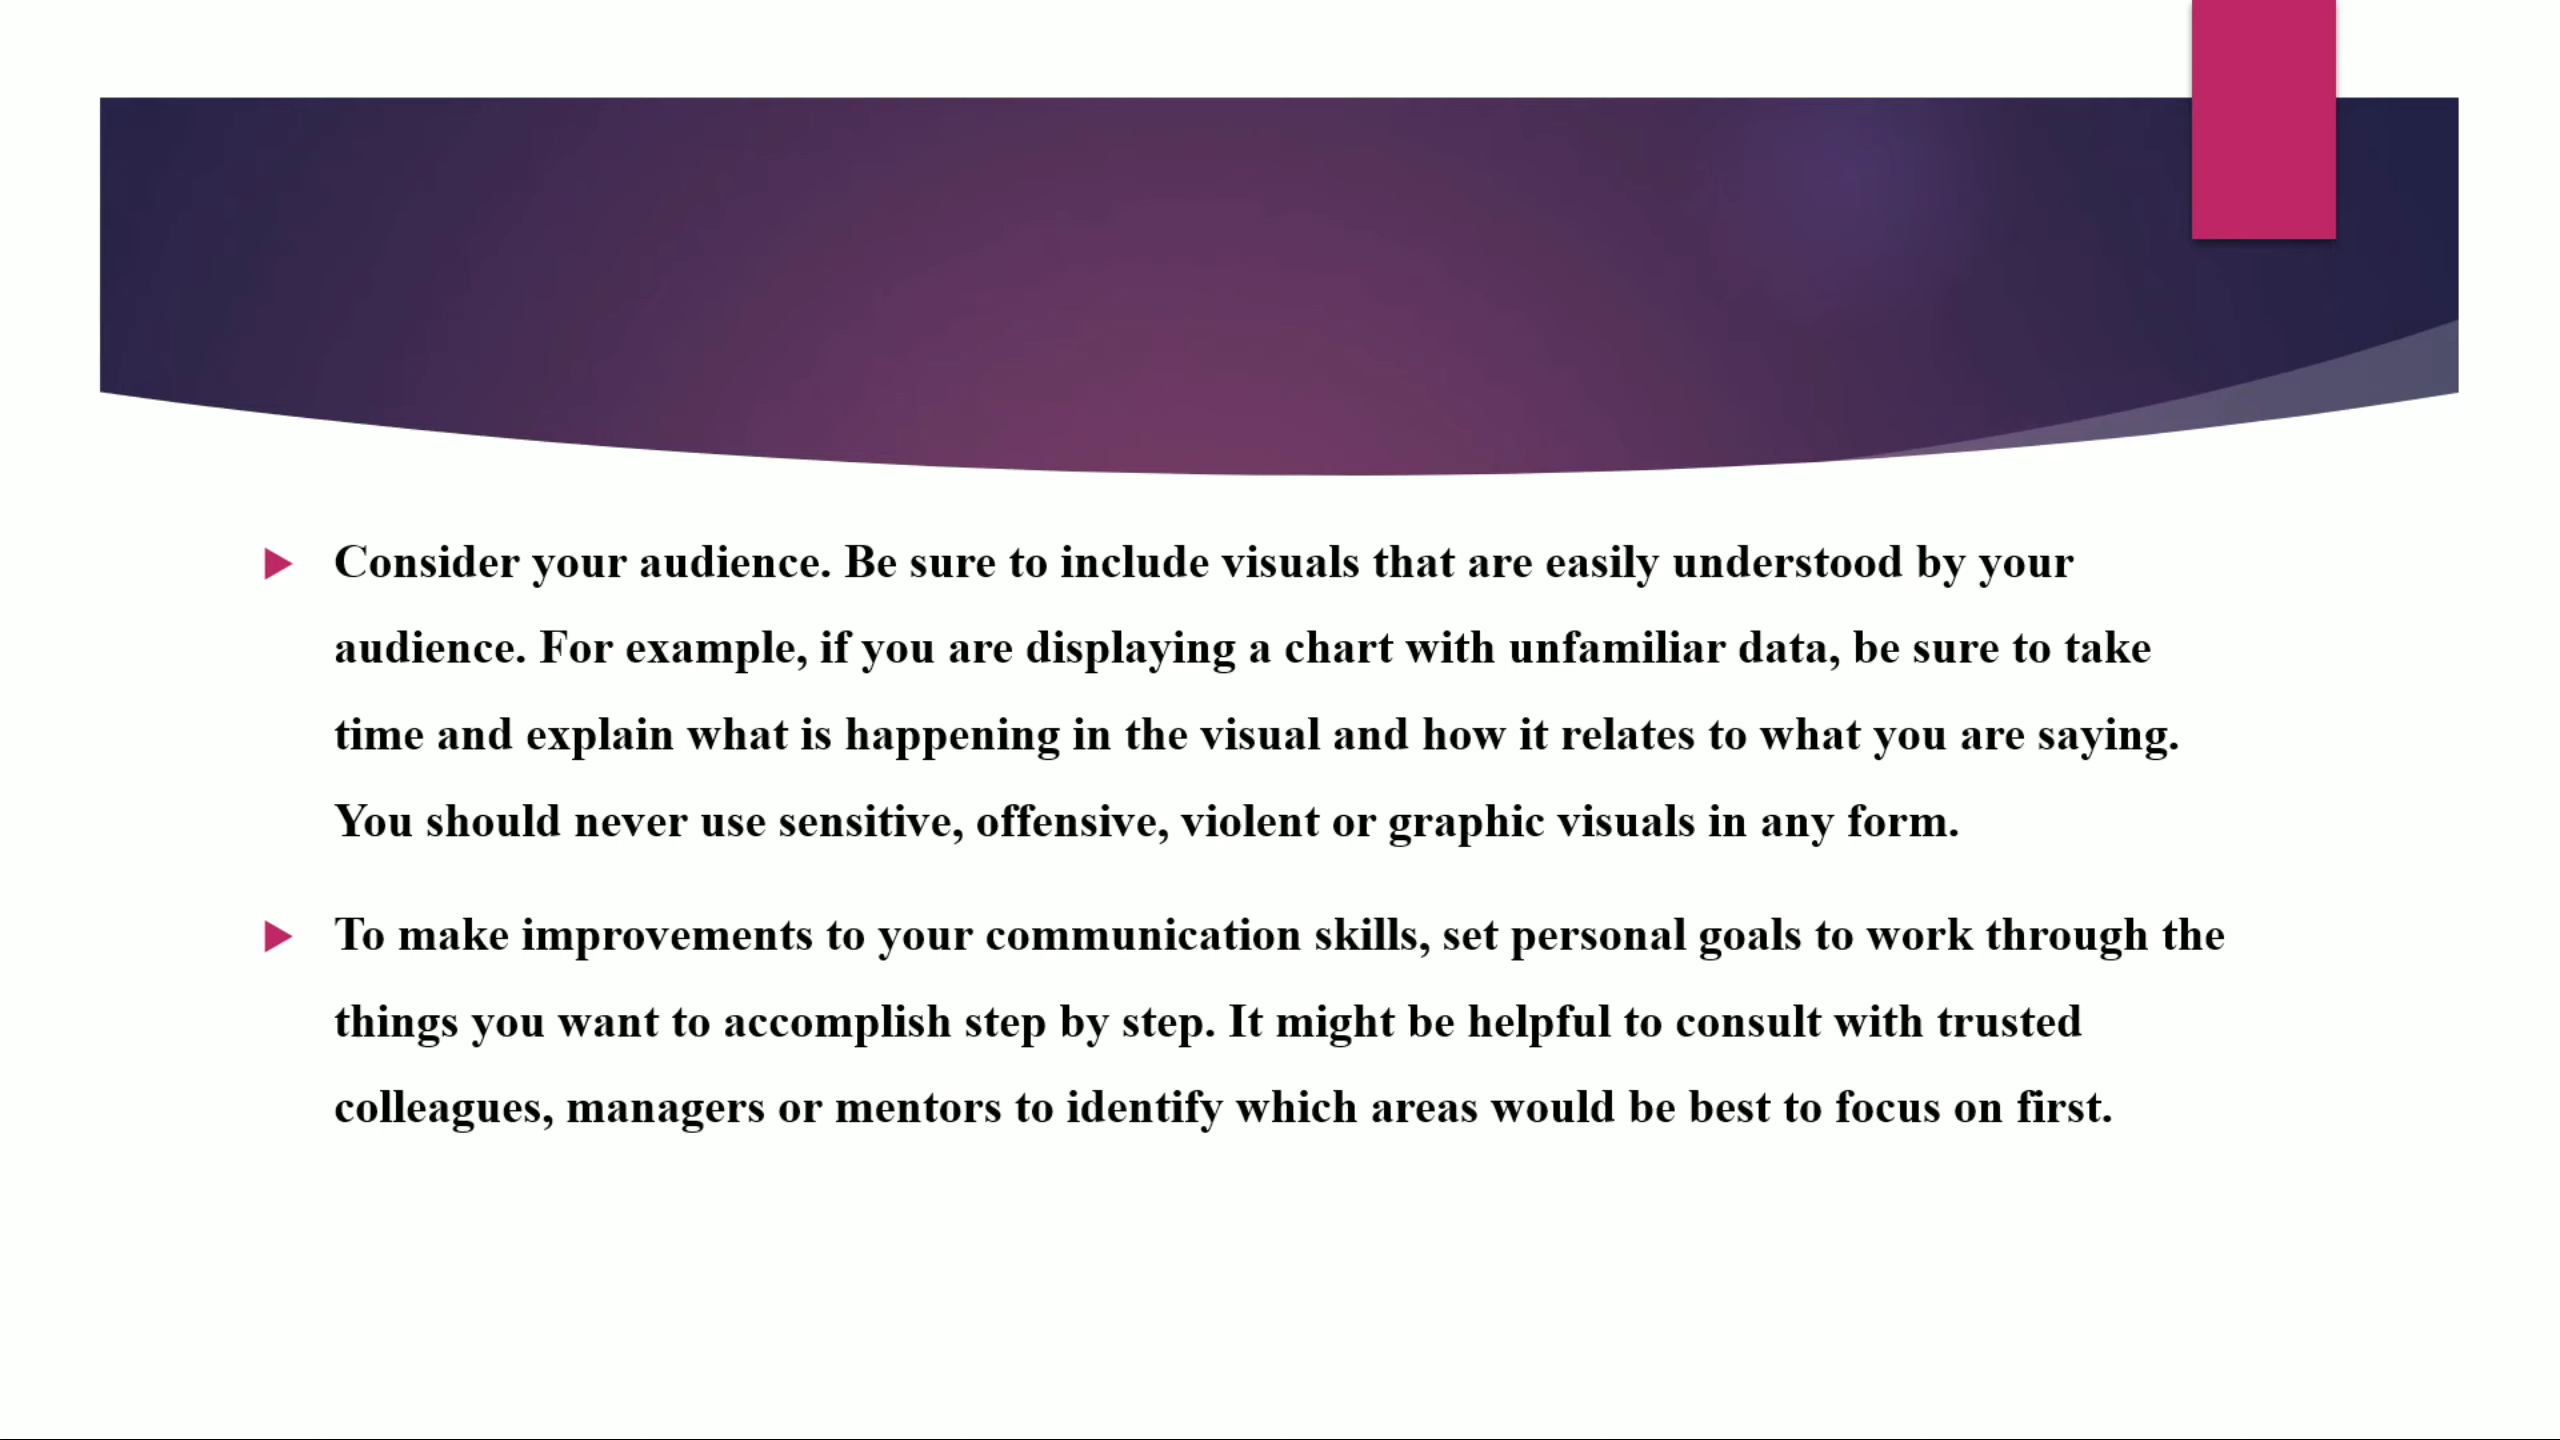 Consider your audience. Be sure to include visuals that are easily understood by your
audience. For example, if you are displaying a chart with unfamiliar data, be sure to take
time and explain what is happening in the visual and how it relates to what you are saying.
You should never use sensitive, offensive, violent or graphic visuals in any form.
To make improvements to your communication skills, set personal goals to work through the
things you want to accomplish step by step. It might be helpful to consult with trusted
colleagues, managers or mentors to identify which areas would be best to focus on first.